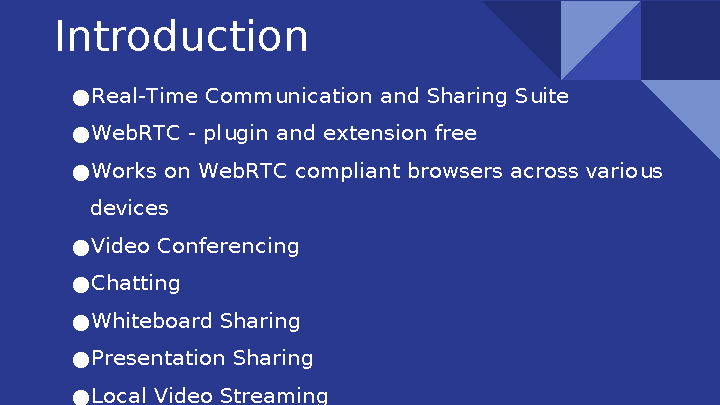 Introduction
●Real-Time Communication and Sharing Suite
●WebRTC - plugin and extension free
●Works on WebRTC compliant browsers across various
devices
●Video Conferencing
●Chatting
●Whiteboard Sharing
●Presentation Sharing
●Local Video Streaming